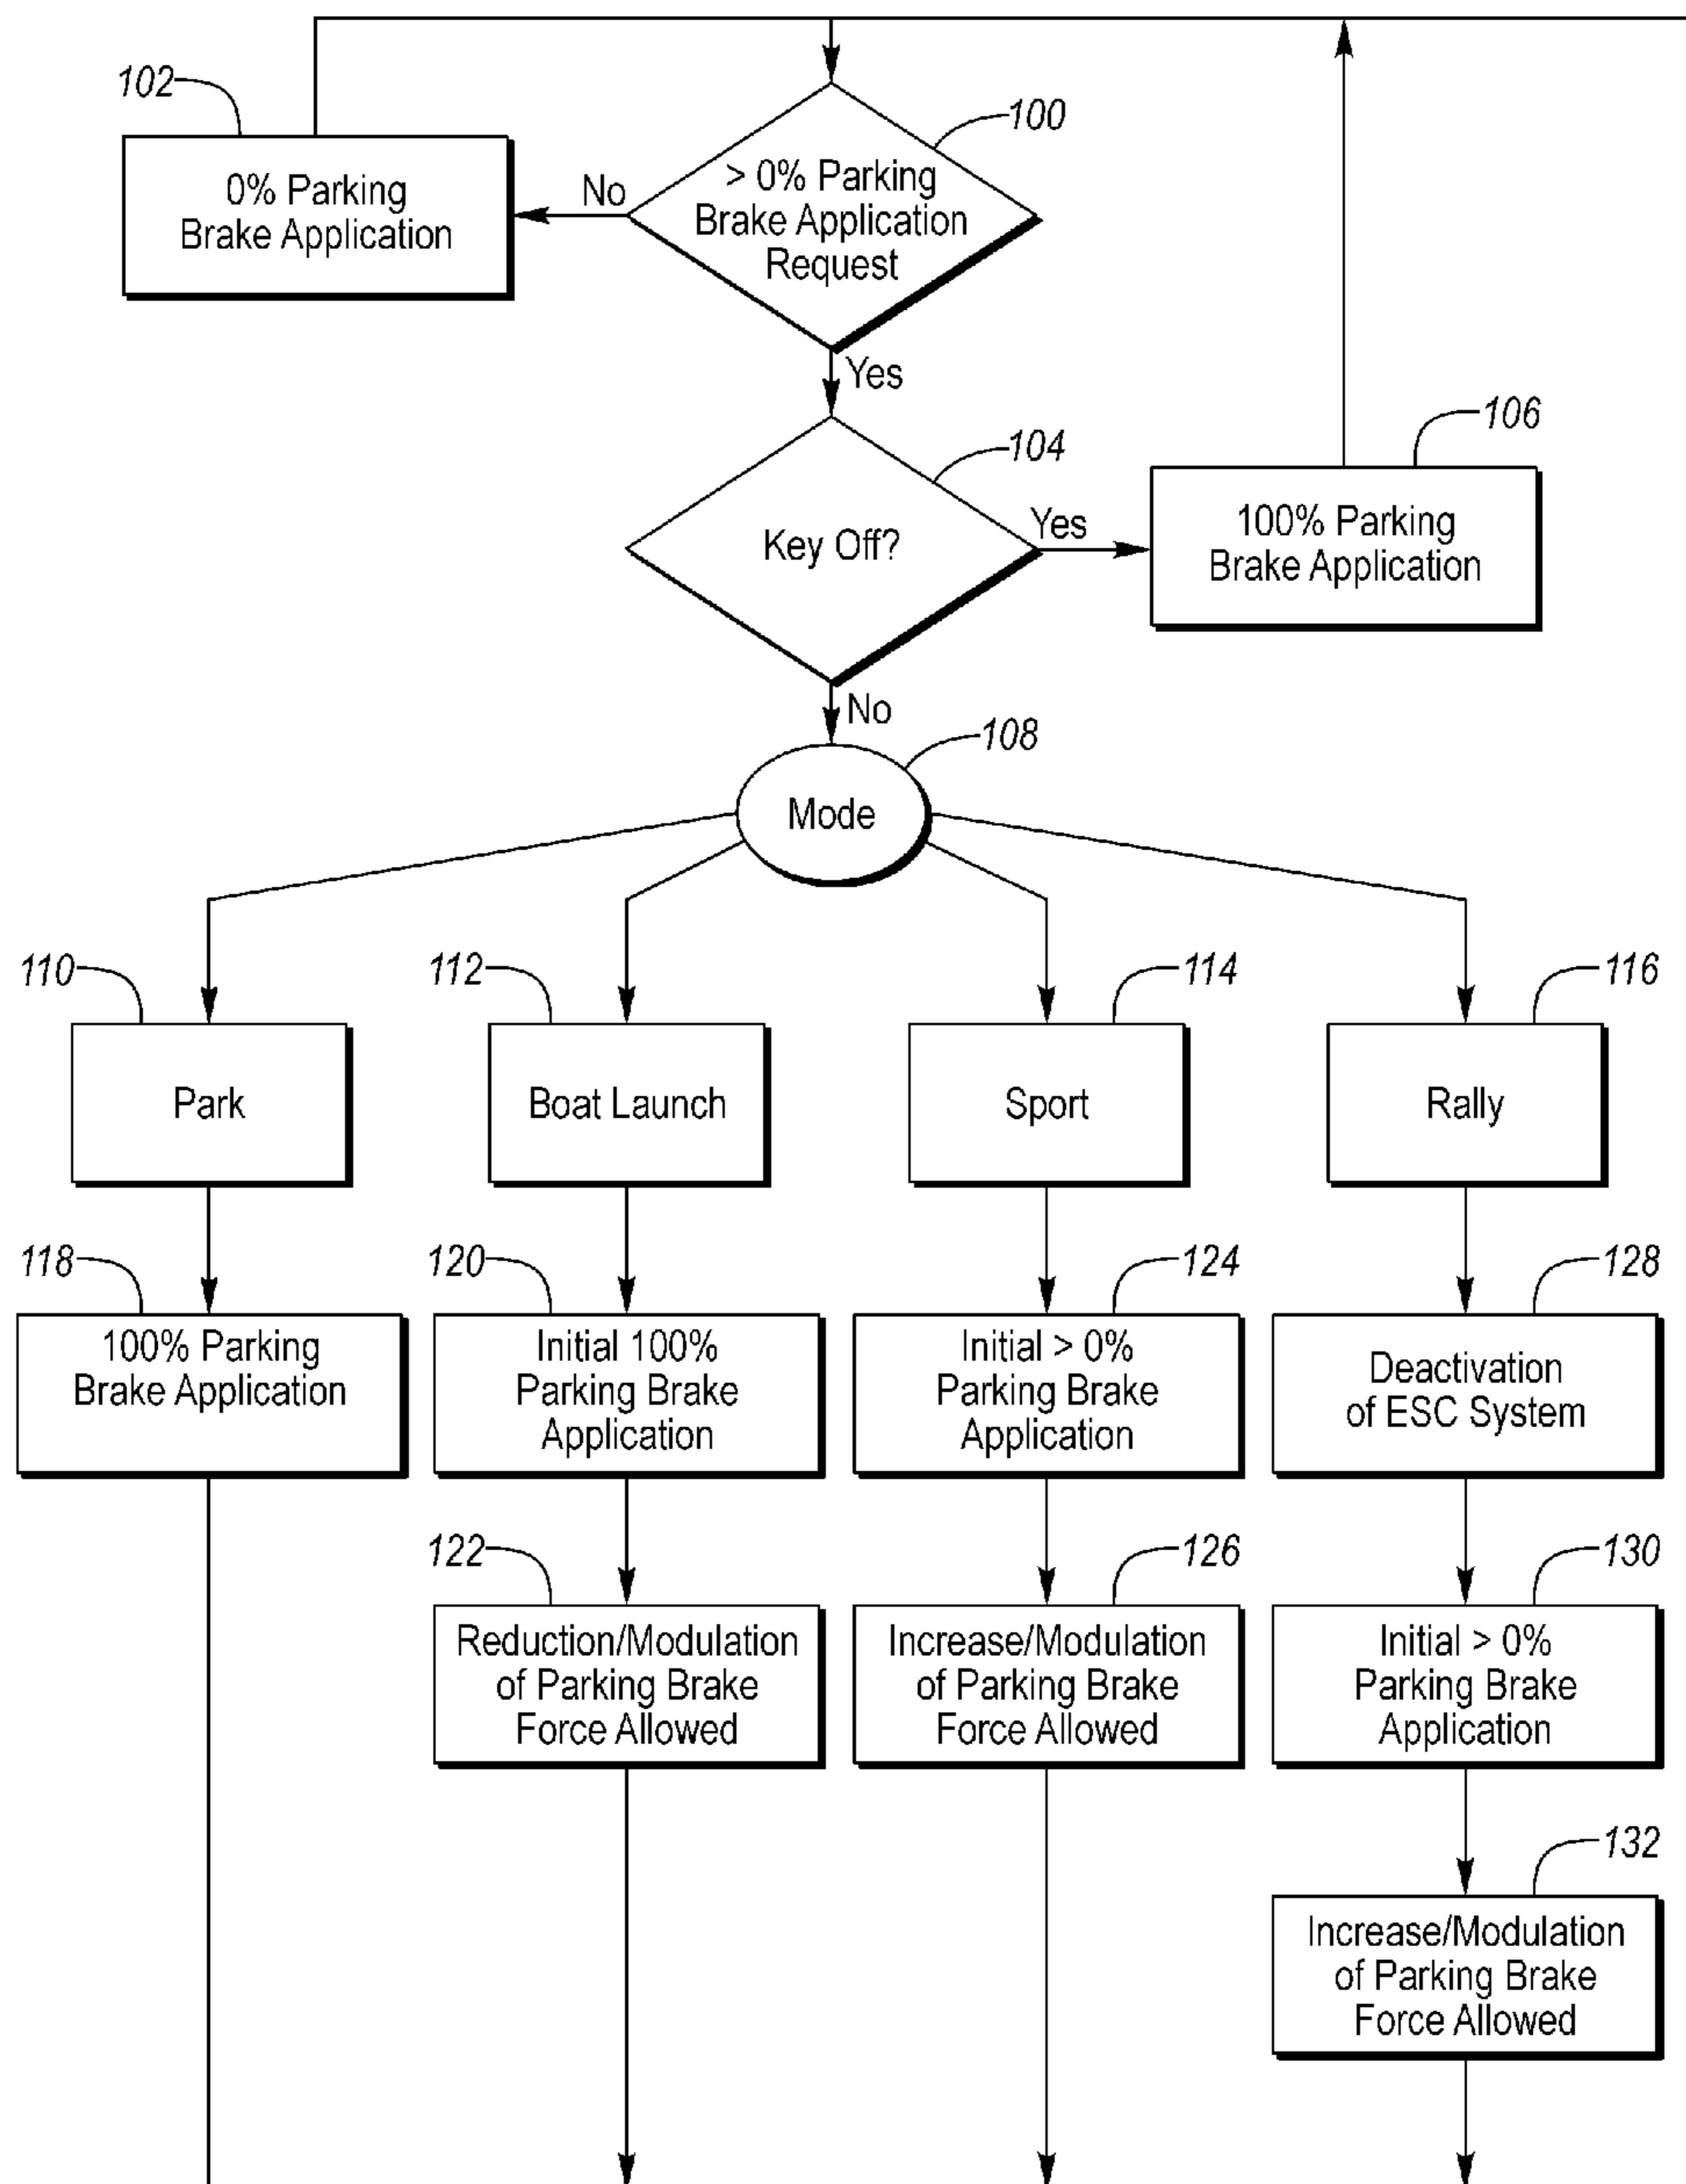 102
100
0% Parking
Brake Application
No
> 0% Parking
Brake Application
Request
Yes
104
106
Key Off?
Yes
100% Parking
Brake Application
No
108
Mode
110
112
114
116
Park
Boat Launch
Sport
Rally
118
120
124
128
100% Parking
Brake Application
Initial 100%
Parking Brake
Application
Initial > 0%
Parking Brake
Application
Deactivation
of ESC System
122
126
130
Reduction/Modulation
of Parking Brake
Force Allowed
Increase/Modulation
of Parking Brake
Force Allowed
Initial > 0%
Parking Brake
Application
132
Increase/Modulation
of Parking Brake
Force Allowed